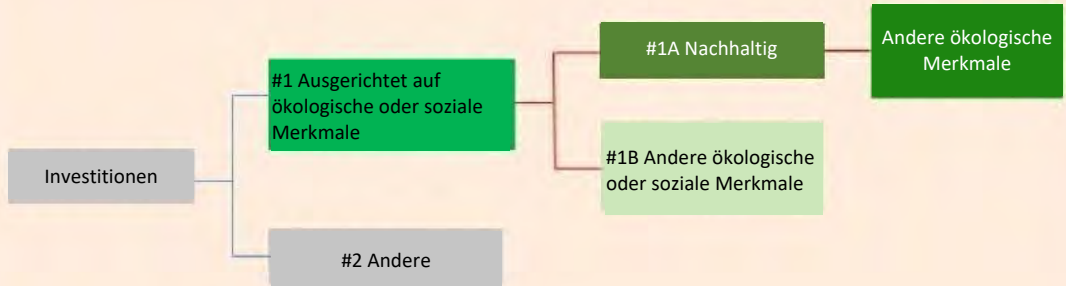 Investitionen
#1 Ausgerichtet auf
ökologische oder soziale
Merkmale
#2 Andere
#1A Nachhaltig
#1B Andere ökologische
oder soziale Merkmale
Andere ökologische
Merkmale